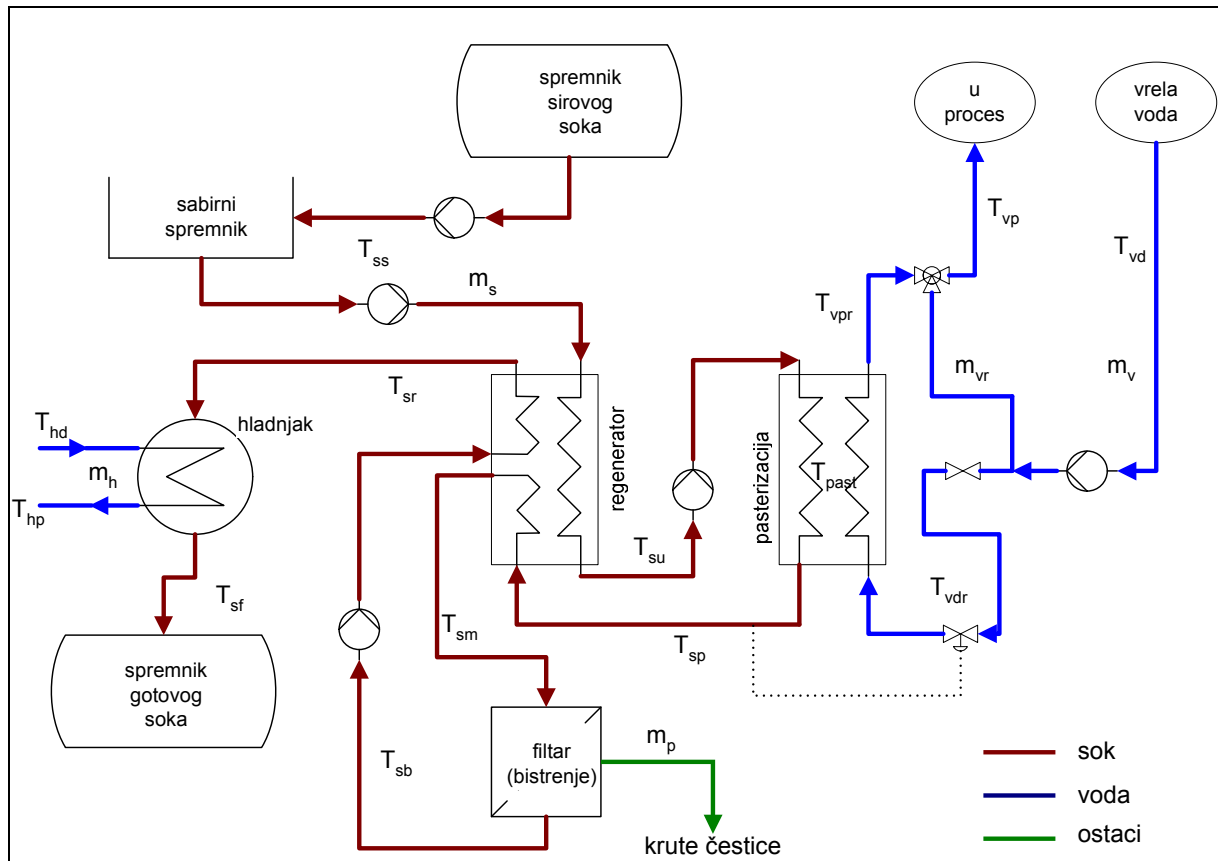 spremnik
sirovog
soka
u
proces
vrela
voda
sabirni
spremnik
T_ss
m_s
T_vp
T_vd
T_vpr
m_vr
m_v
T_sr
hladnjak
T_hd
m_h
T_hp
regenerator
pasterizacija
T_past
T_su
T_vdr
T_sf
T_sm
T_sp
spremnik
gotovog
soka
T_sb
filtar
(bistrenje)
m_p
krute čestice
sok
voda
ostaci